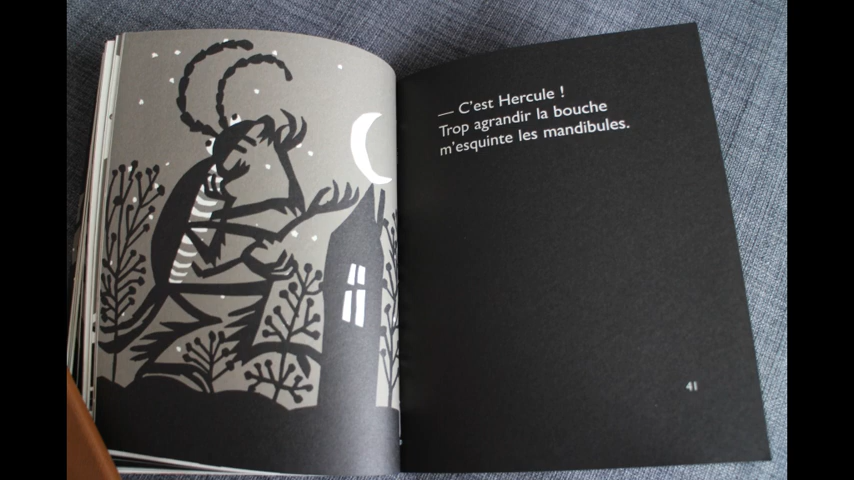 — C'est Hercule !
Trop agrandir la bouche
m'esquinte les mandibules.
41